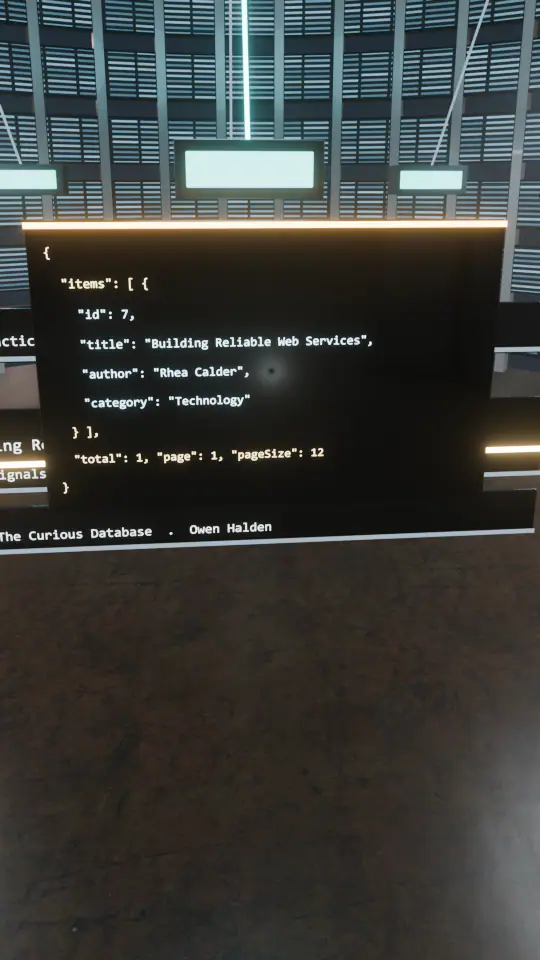 {
"items": [ {
"id": 7,
"title": "Building Reliable Web Services",
"author": "Rhea Calder",
"category": "Technology"
} ],
"total": 1, "page": 1, "pageSize": 12
}
The Curious Database . Owen Halden